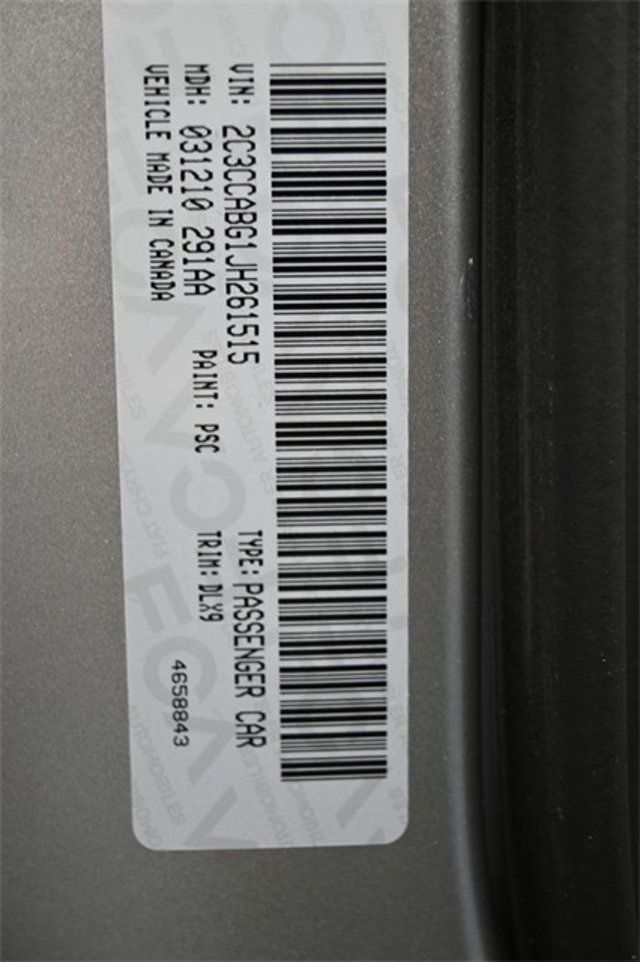 VIN: 2C3CCABG1JH261515 TYPE: PASSENGER CAR
MDH: 031210 291AA PAINT: PSC TRIM: DLX9
VEHICLE MADE IN CANADA 4658843